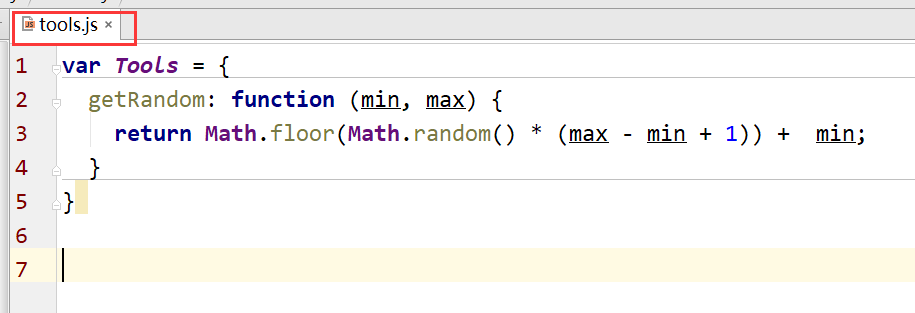 tools.js ×
1 var Tools = {
2   getRandom: function (min, max) {
3     return Math.floor(Math.random() * (max - min + 1)) +  min;
4   }
5 }
6
7